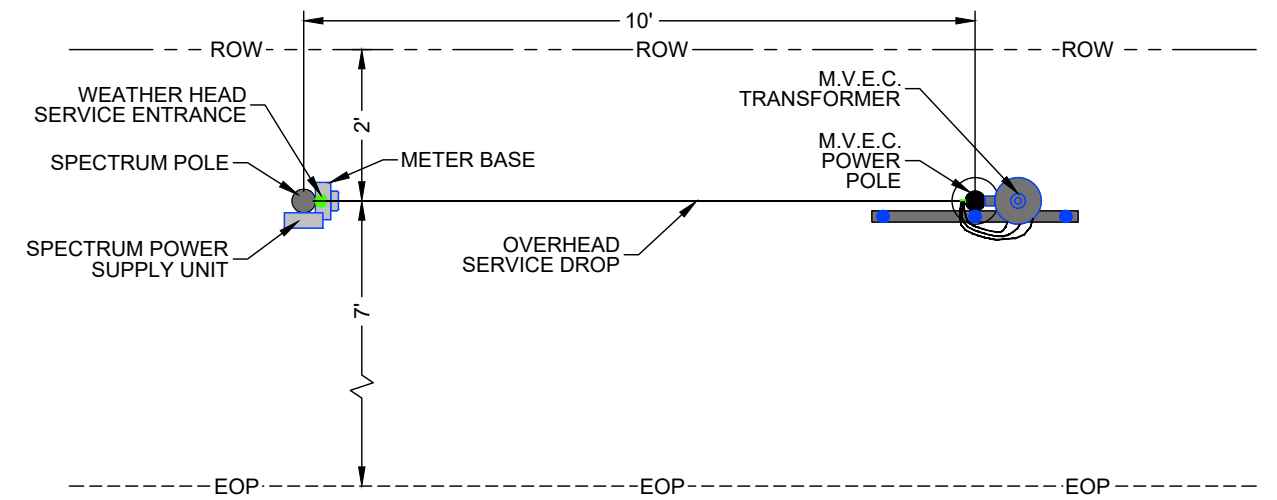 10'
ROW
ROW
ROW
WEATHER HEAD
SERVICE ENTRANCE
2'
M.V.E.C.
TRANSFORMER
SPECTRUM POLE
METER BASE
M.V.E.C.
POWER
POLE
SPECTRUM POWER
SUPPLY UNIT
OVERHEAD
SERVICE DROP
7'
EOP
EOP
EOP